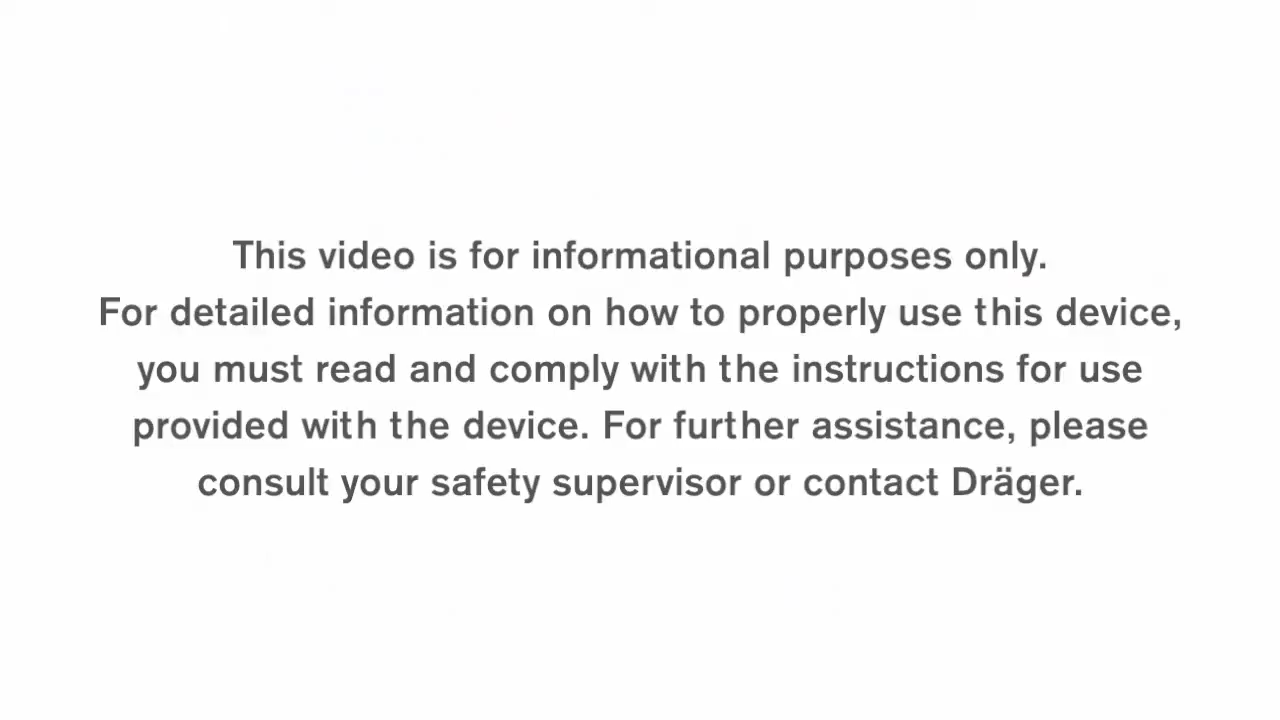 This video is for informational purposes only.
For detailed information on how to properly use this device,
you must read and comply with the instructions for use
provided with the device. For further assistance, please
consult your safety supervisor or contact Dräger.